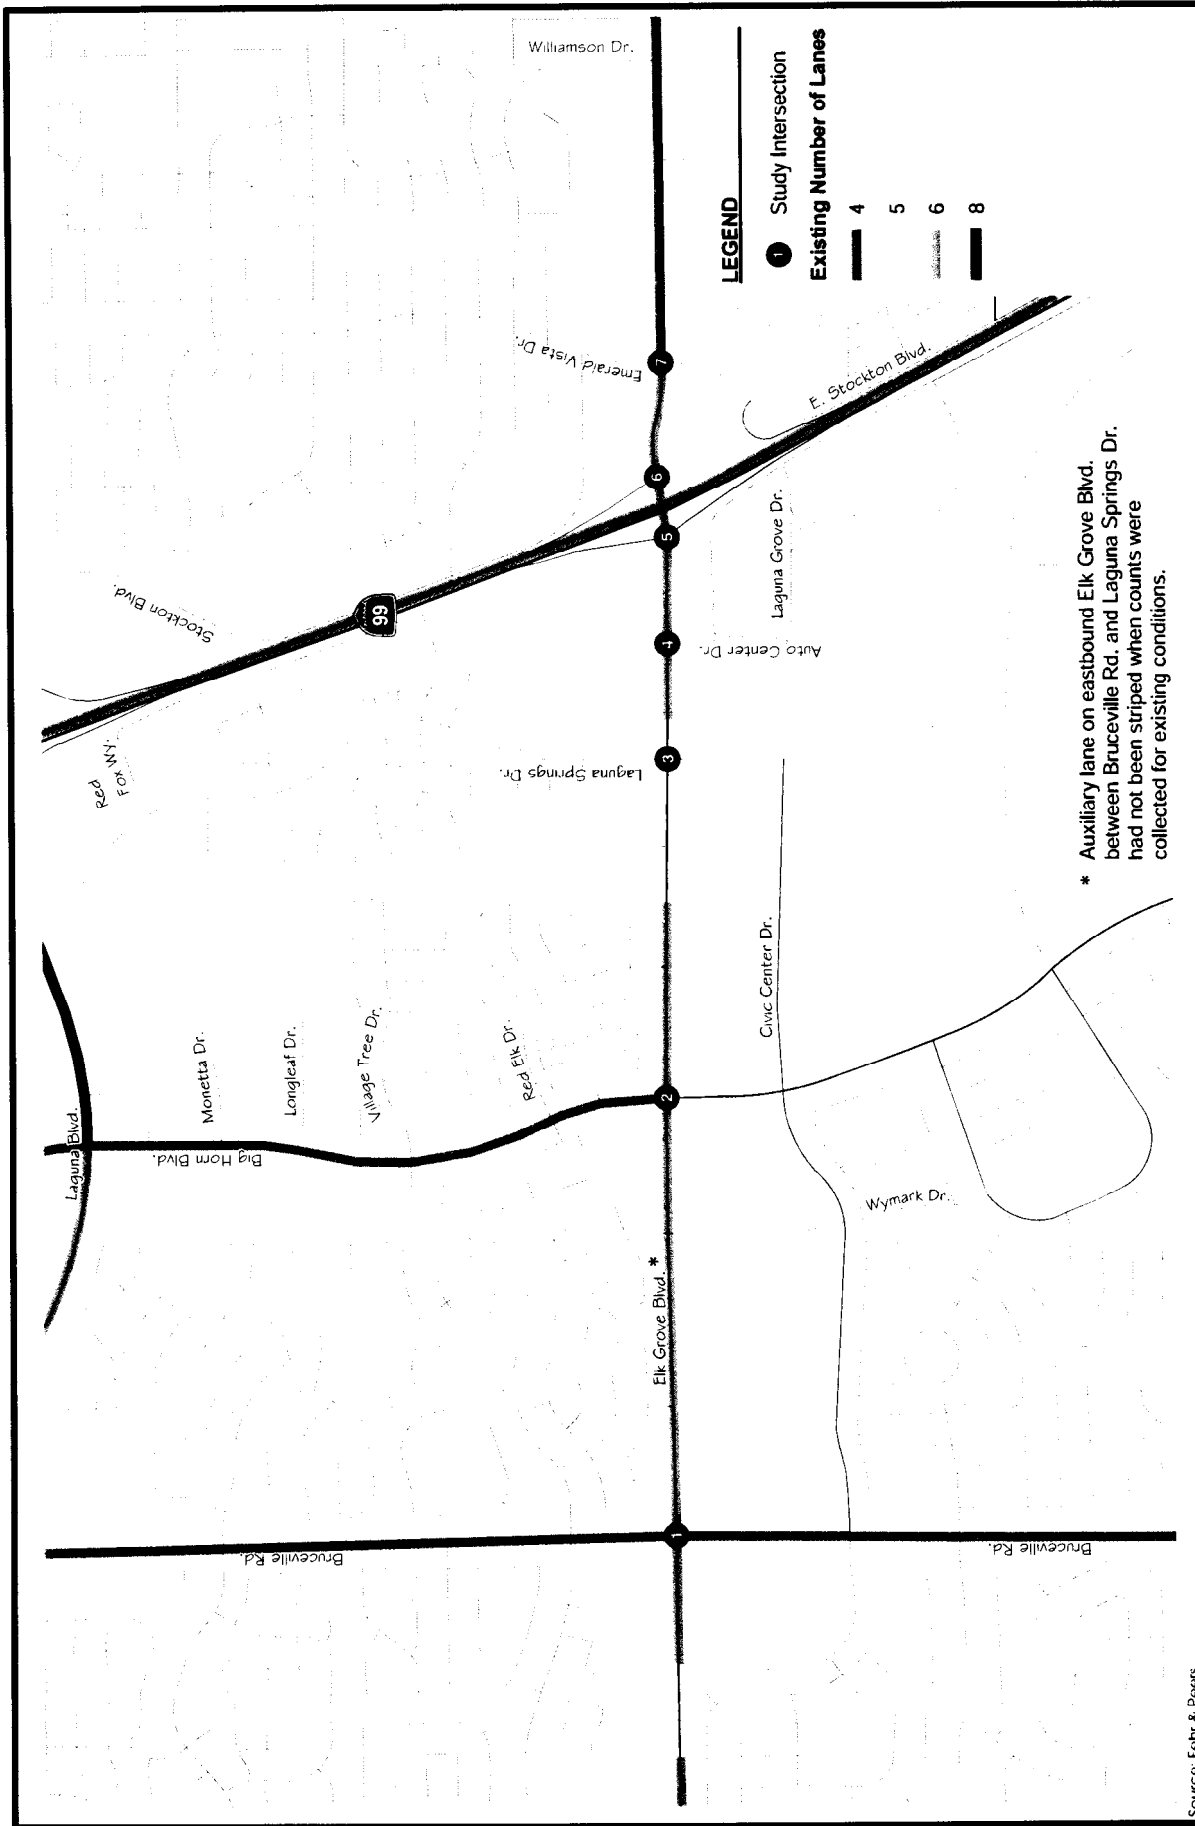 Williamson Dr.
LEGEND
1 Study Intersection
Existing Number of Lanes
4
5
6
8
Emerald Vista Dr.
E. Stockton Blvd.
Stockton Blvd.
99
7
6
5
4
3
2
1
Laguna Grove Dr.
Auto Center Dr.
Red
Fox Wy.
Laguna Springs Dr.
* Auxiliary lane on eastbound Elk Grove Blvd.
between Bruceville Rd. and Laguna Springs Dr.
had not been striped when counts were
collected for existing conditions.
Civic Center Dr.
Monetta Dr.
Longleaf Dr.
Village Tree Dr.
Red Elk Dr.
Laguna Blvd.
Big Horn Blvd.
Wymark Dr.
Elk Grove Blvd. *
Bruceville Rd.
Bruceville Rd.
Source: Fehr & Peers